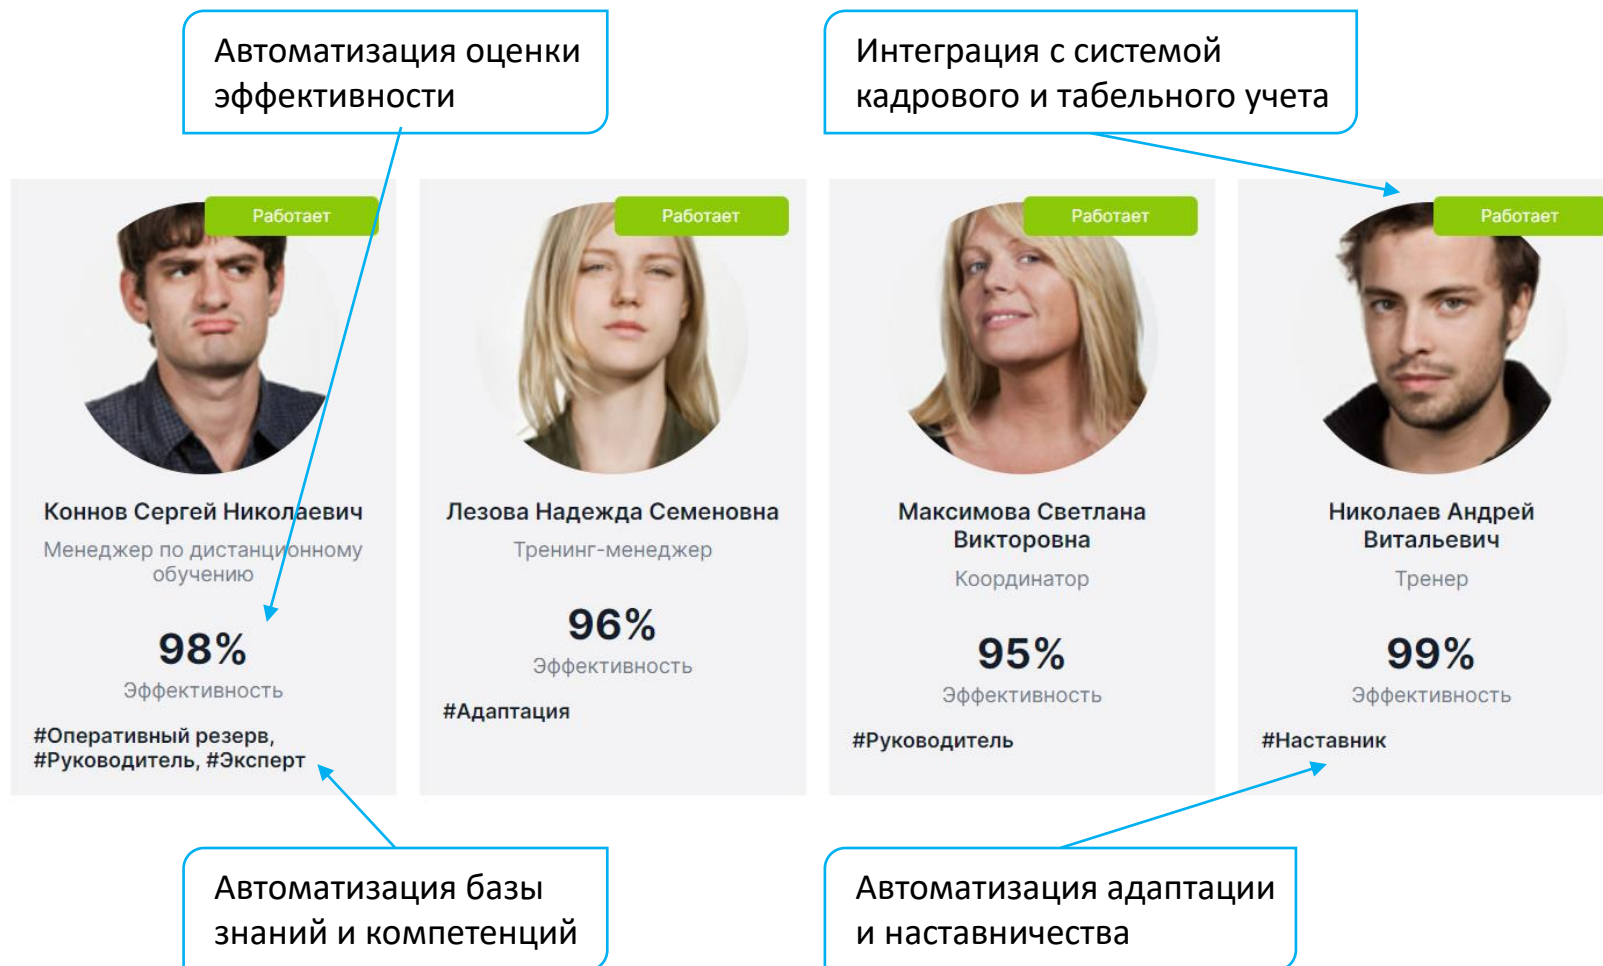 Автоматизация оценки
эффективности
Интеграция с системой
кадрового и табельного учета
Работает
Коннов Сергей Николаевич
Менеджер по дистанционному
обучению
98%
Эффективность
#Оперативный резерв,
#Руководитель, #Эксперт
Работает
Лезова Надежда Семеновна
Тренинг-менеджер
96%
Эффективность
#Адаптация
Работает
Максимова Светлана
Викторовна
Координатор
95%
Эффективность
#Руководитель
Работает
Николаев Андрей
Витальевич
Тренер
99%
Эффективность
#Наставник
Автоматизация базы
знаний и компетенций
Автоматизация адаптации
и наставничества